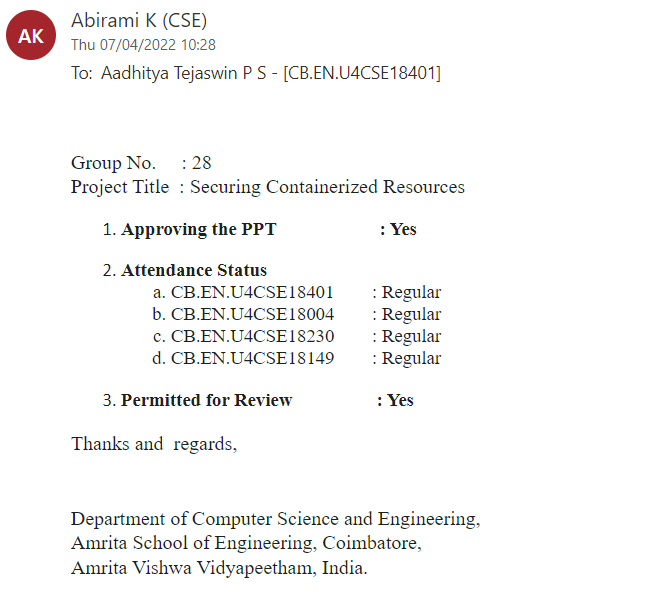 AK
Abirami K (CSE)
Thu 07/04/2022 10:28
To: Aadhitya Tejaswin P S - [CB.EN.U4CSE18401]
Group No. : 28
Project Title : Securing Containerized Resources
1. Approving the PPT : Yes
2. Attendance Status
a. CB.EN.U4CSE18401 : Regular
b. CB.EN.U4CSE18004 : Regular
c. CB.EN.U4CSE18230 : Regular
d. CB.EN.U4CSE18149 : Regular
3. Permitted for Review : Yes
Thanks and regards,
Department of Computer Science and Engineering,
Amrita School of Engineering, Coimbatore,
Amrita Vishwa Vidyapeetham, India.